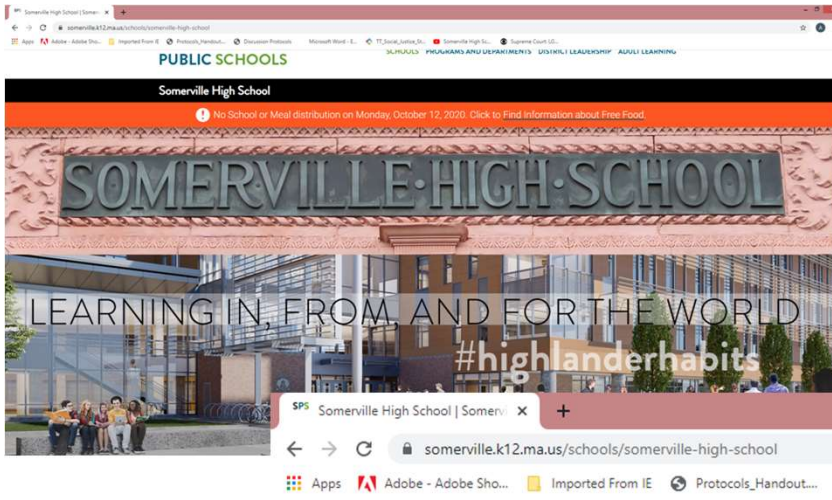 SPS Somerville High School | Somerv
somerville.k12.ma.us/schools/somerville-high-school
Apps Adobe - Adobe Sho... Imported From IE Protocols_Handout... Discussion Protocols Microsoft Word - E... TT_Social_Justice_St... Somerville High Sc... Supreme Court LG...
PUBLIC SCHOOLS
SCHOOLS PROGRAMS AND DEPARTMENTS DISTRICT LEADERSHIP ADULT LEARNING
Somerville High School
! No School or Meal distribution on Monday, October 12, 2020. Click to Find Information about Free Food.
SOMERVILLE·HIGH·SCHOOL
LEARNING IN, FROM, AND FOR THE WORLD
#highlanderhabits
SPS Somerville High School | Somerv
somerville.k12.ma.us/schools/somerville-high-school
Apps Adobe - Adobe Sho... Imported From IE Protocols_Handout....